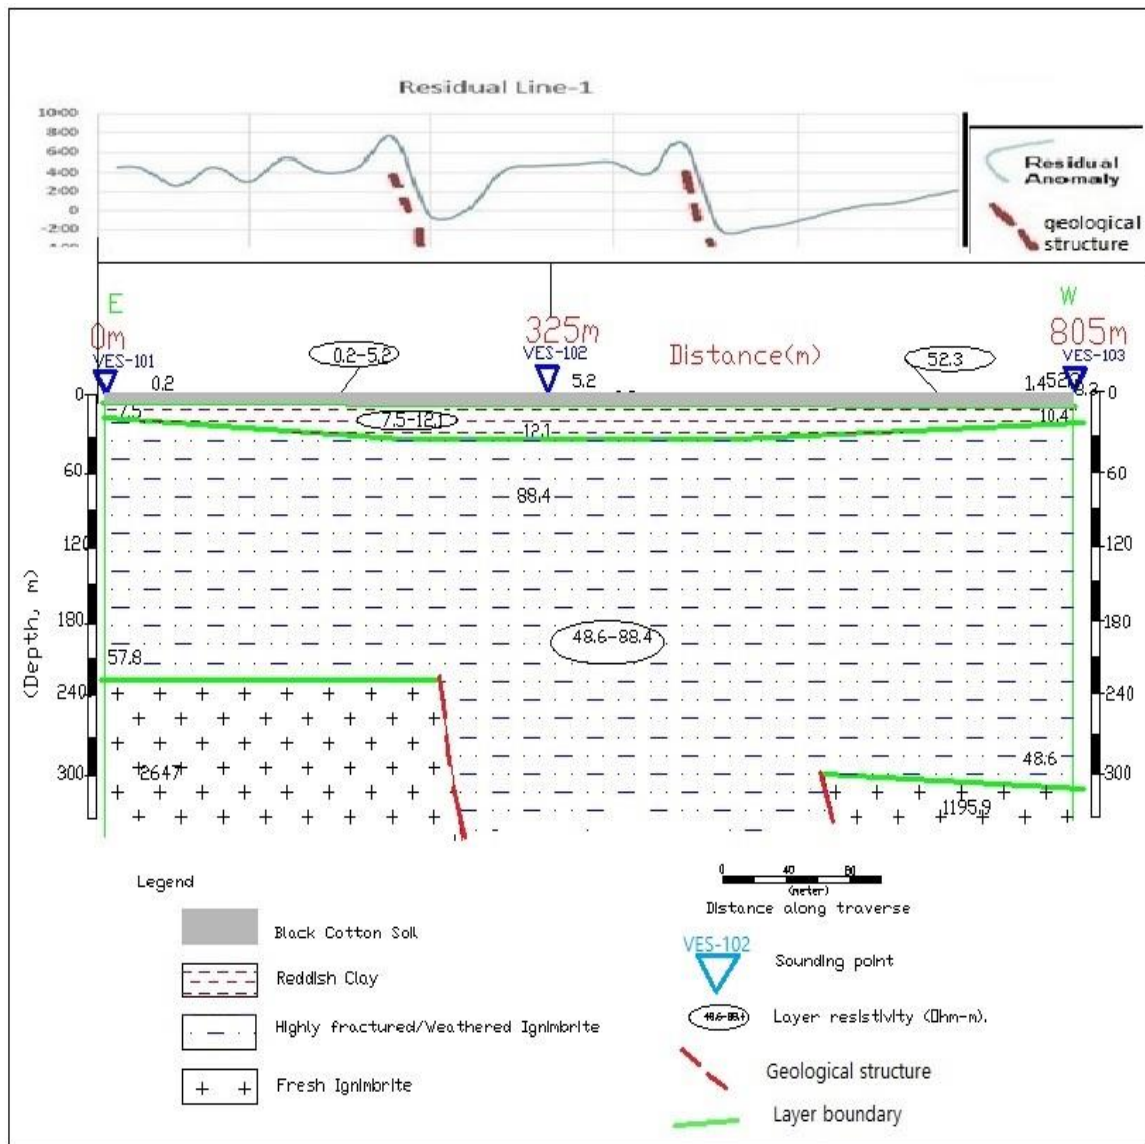 Residual Line-1
1000
800
600
400
200
0
-200
Residual
Anomaly
geological
structure
E
W
0m
325m
Distance(m)
805m
VES-101
0.2-5.2
VES-102
52.3
VES-103
0.2
5.2
0
0
7.5
7.5-12.1
12.1
10.4
60
60
88.4
120
120
(Depth, m)
180
180
48.6-88.4
57.8
240
240
48.6
300
300
2647
1195.9
Legend
0 40 80
(meter)
Distance along traverse
Black Cotton Soil
VES-102
Sounding point
Reddish Clay
Highly fractured/Weathered Ignimbrite
48.6-88.4
Layer resistivity (Ohm-m).
Fresh Ignimbrite
Geological structure
Layer boundary